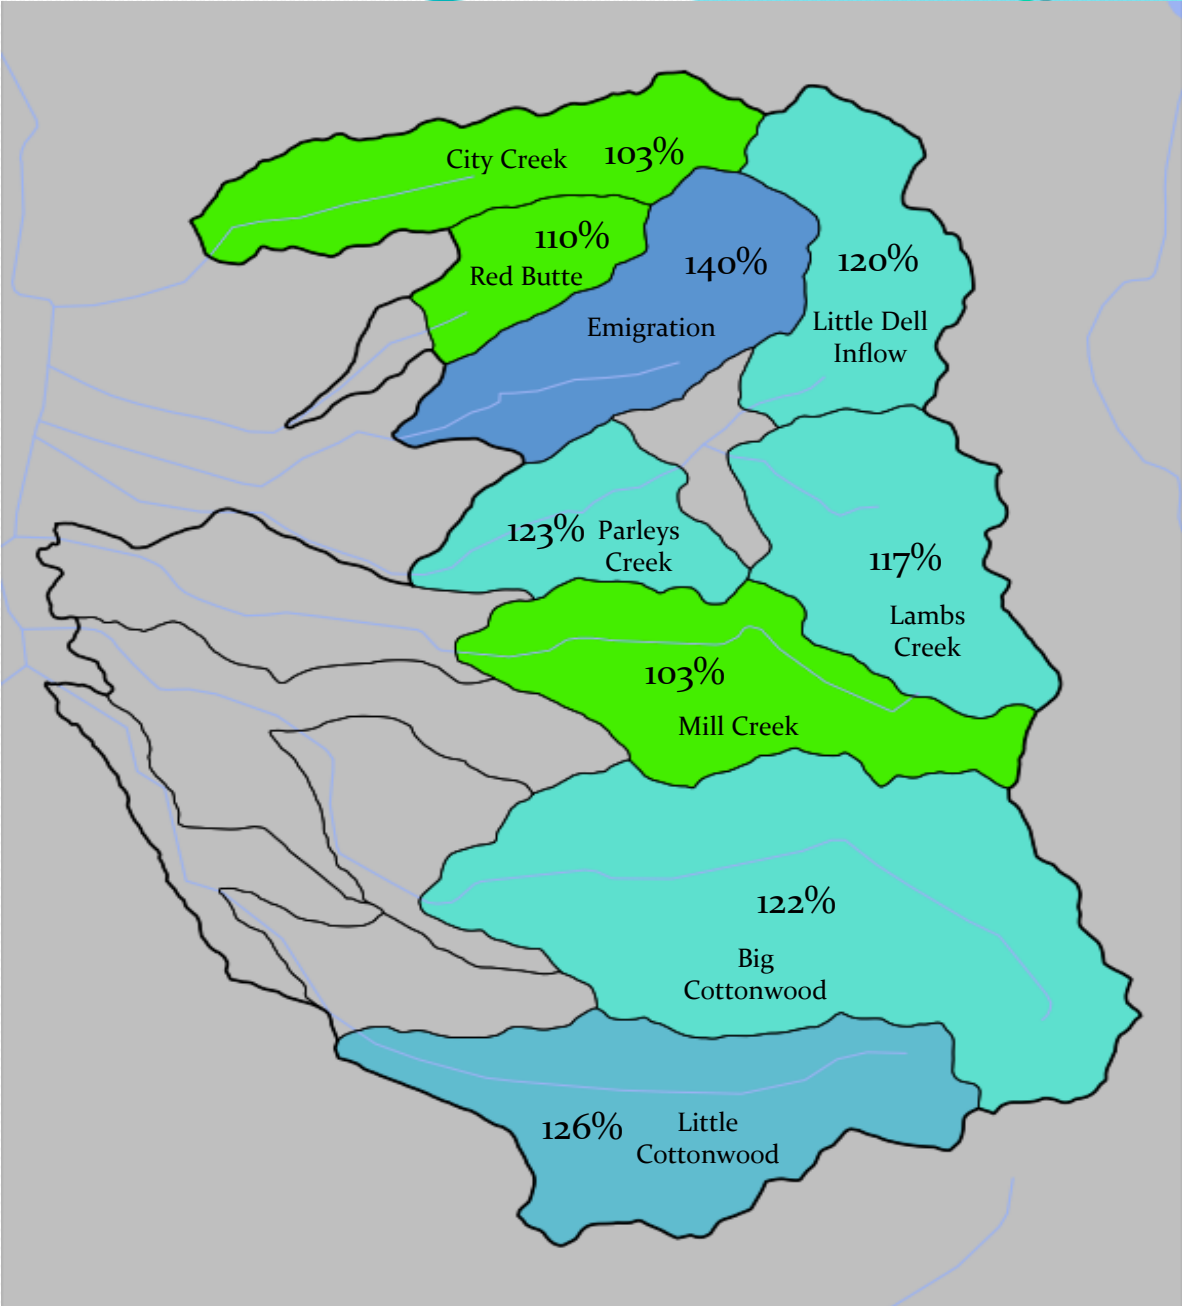 City Creek 103%
110%
Red Butte
140%
Emigration
120%
Little Dell
Inflow
123% Parleys
Creek
117%
Lambs
Creek
103%
Mill Creek
122%
Big
Cottonwood
126% Little
Cottonwood